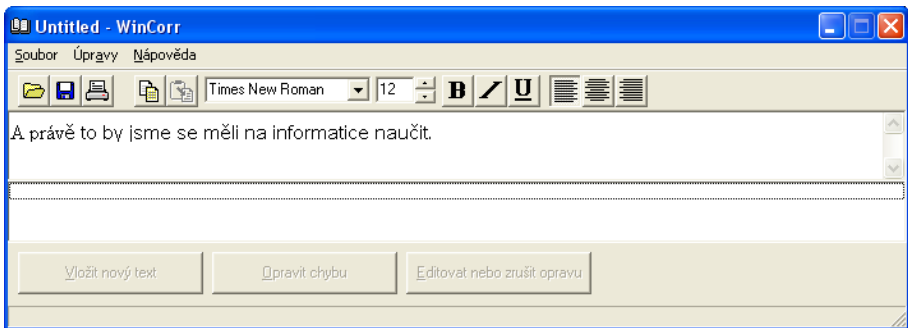 Untitled - WinCorr
Soubor Úpravy Nápověda
Times New Roman 12 B I U
A právě to by jsme se měli na informatice naučit.
Vložit nový text Opravit chybu Editovat nebo zrušit opravu